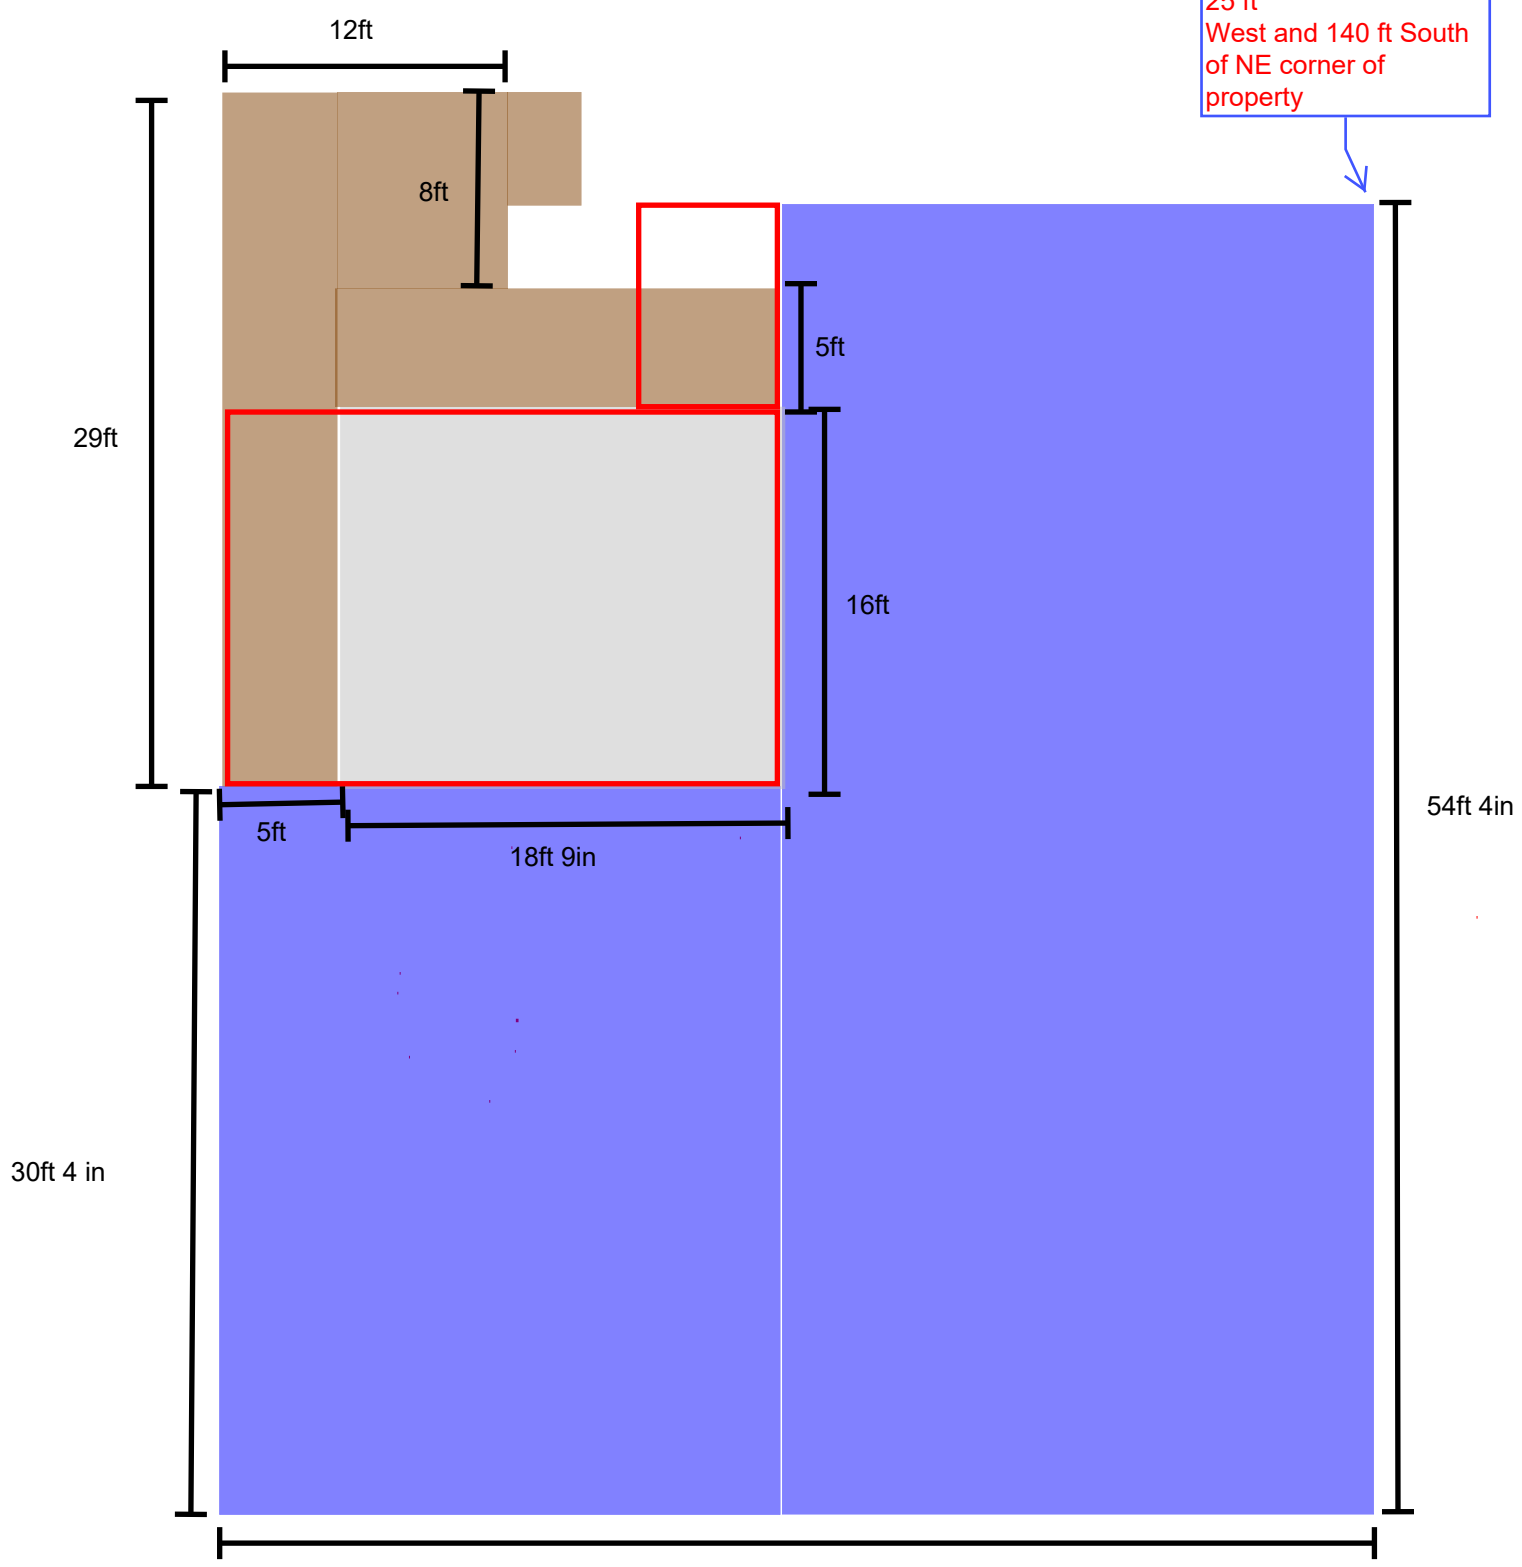 25 ft
West and 140 ft South
of NE corner of
property
12ft
8ft
5ft
29ft
16ft
54ft 4in
5ft
18ft 9in
30ft 4 in